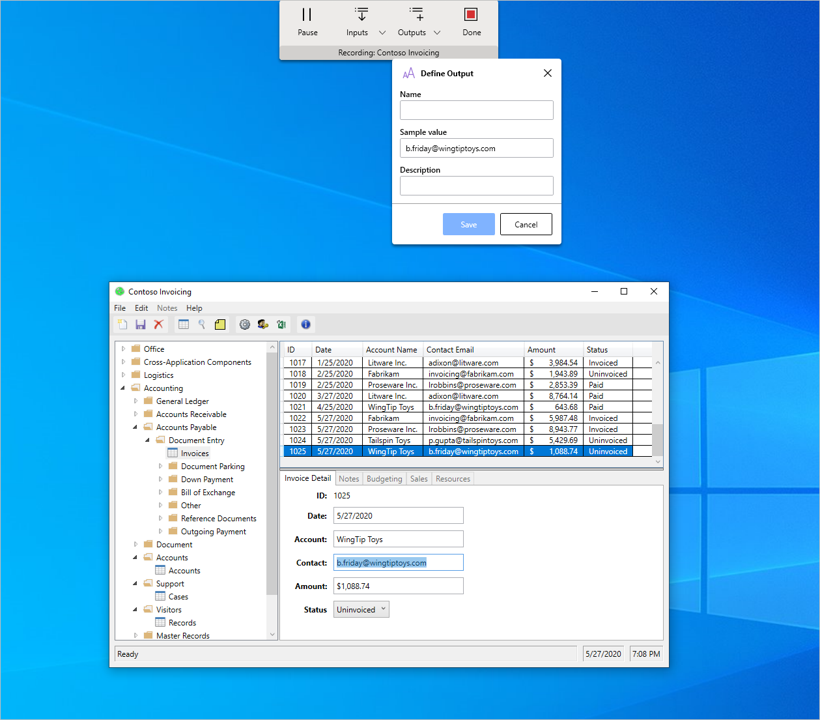 Pause Inputs Outputs Done
Recording: Contoso Invoicing
AA Define Output
Name
Sample value
b.friday@wingtiptoys.com
Description
Save Cancel
Contoso Invoicing
File Edit Notes Help
Office
Cross-Application Components
Logistics
Accounting
General Ledger
Accounts Receivable
Accounts Payable
Document Entry
Invoices
Document Parking
Down Payment
Bill of Exchange
Other
Reference Documents
Outgoing Payment
Document
Accounts
Accounts
Support
Cases
Visitors
Records
Master Records
ID Date Account Name Contact Email Amount Status
1017 1/25/2020 Litware Inc. adixon@litware.com $ 3,984.54 Invoiced
1018 2/25/2020 Fabrikam invoicing@fabrikam.com $ 1,943.89 Uninvoiced
1019 2/25/2020 Proseware Inc. lrobbins@proseware.com $ 2,853.39 Paid
1020 3/27/2020 Litware Inc. adixon@litware.com $ 8,764.14 Paid
1021 4/25/2020 WingTip Toys b.friday@wingtiptoys.com $ 643.68 Paid
1022 5/27/2020 Fabrikam invoicing@fabrikam.com $ 5,987.48 Invoiced
1023 5/27/2020 Proseware Inc. lrobbins@proseware.com $ 8,943.77 Invoiced
1024 5/27/2020 Tailspin Toys p.gupta@tailspintoys.com $ 5,429.69 Uninvoiced
1025 5/27/2020 WingTip Toys b.friday@wingtiptoys.com $ 1,088.74 Uninvoiced
Invoice Detail Notes Budgeting Sales Resources
ID: 1025
Date: 5/27/2020
Account: WingTip Toys
Contact: b.friday@wingtiptoys.com
Amount: $1,088.74
Status Uninvoiced
Ready 5/27/2020 7:08 PM